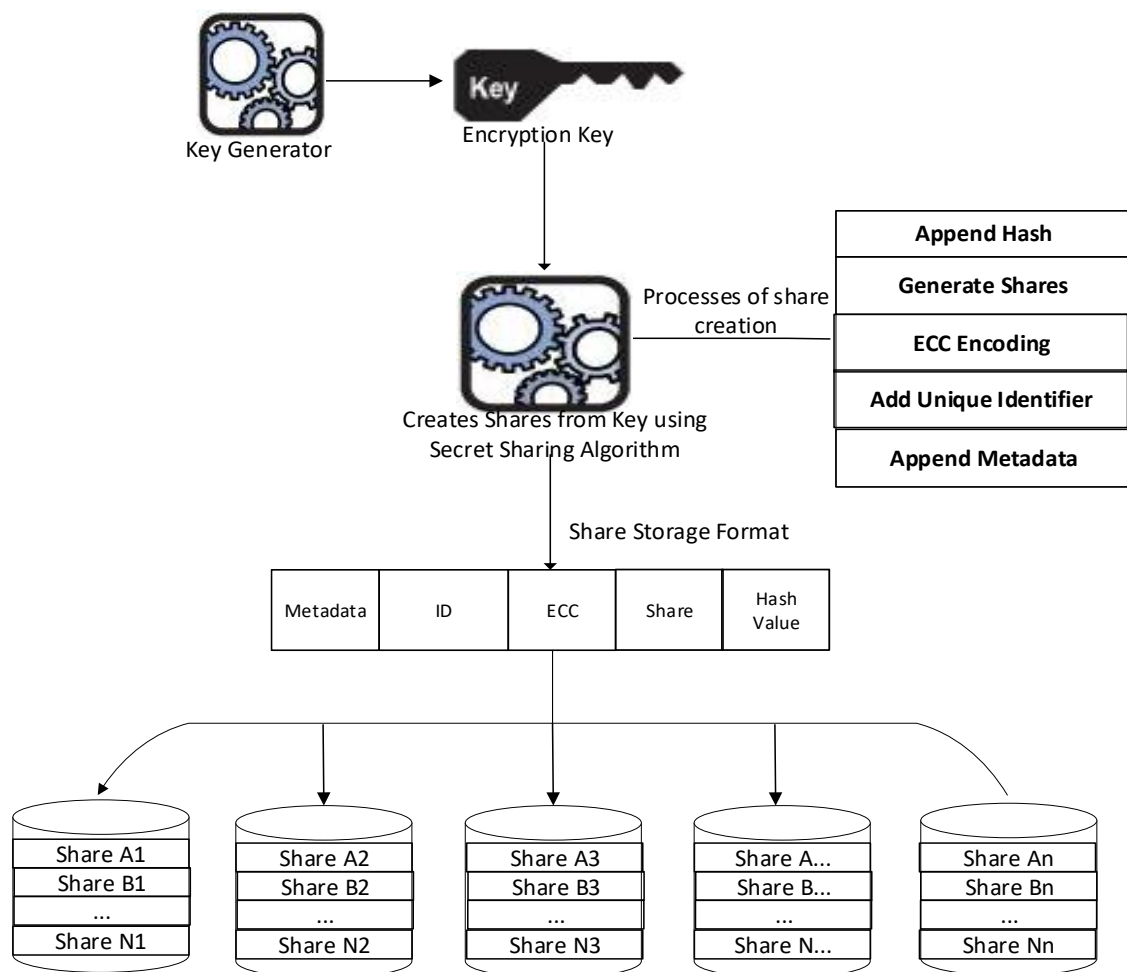 Key
Key Generator
Encryption Key
Append Hash
Generate Shares
ECC Encoding
Add Unique Identifier
Append Metadata
Processes of share
creation
Creates Shares from Key using
Secret Sharing Algorithm
Share Storage Format
Metadata
ID
ECC
Share
Hash
Value
Share A1
Share B1
...
Share N1
Share A2
Share B2
...
Share N2
Share A3
Share B3
...
Share N3
Share A...
Share B...
...
Share N...
Share An
Share Bn
...
Share Nn